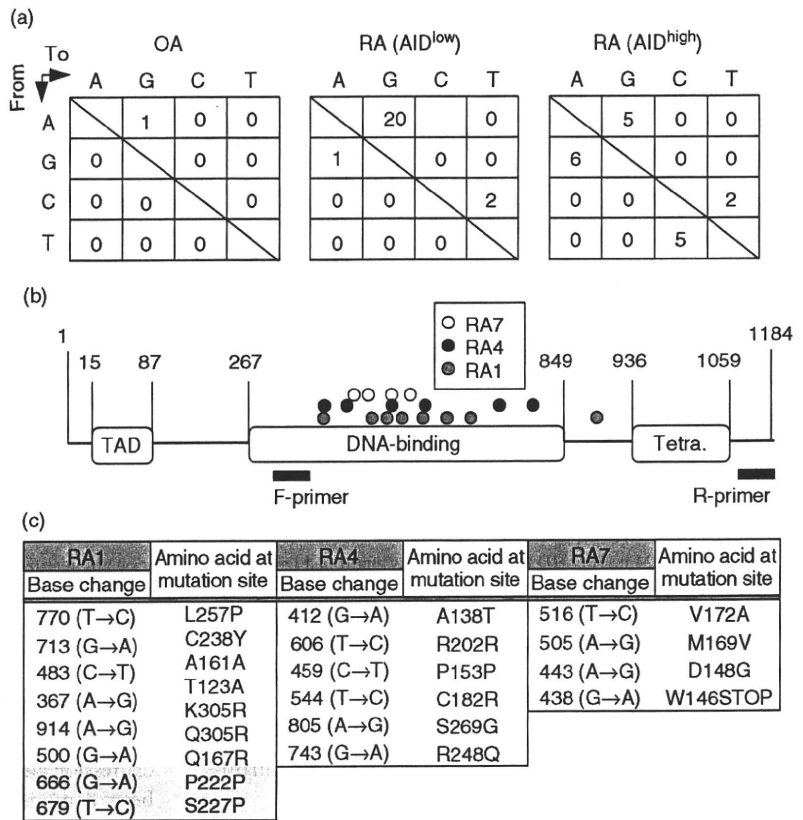 (a)
OA RA (AID^low) RA (AID^high)
To
From
A G C T A G C T A G C T
A 1 0 0 20 0 5 0 0
G 0 0 0 1 0 0 6 0 0
C 0 0 0 0 0 2 0 0 2
T 0 0 0 0 0 0 0 0 5
(b)
RA7
RA4
RA1
1 15 87 267 849 936 1059 1184
TAD DNA-binding Tetra.
F-primer R-primer
(c)
RA1 Amino acid at mutation site RA4 Amino acid at mutation site RA7 Amino acid at mutation site
Base change Base change Base change
770 (T→C) L257P 412 (G→A) A138T 516 (T→C) V172A
713 (G→A) C238Y 606 (T→C) R202R 505 (A→G) M169V
483 (C→T) A161A 459 (C→T) P153P 443 (A→G) D148G
367 (A→G) T123A 544 (T→C) C182R 438 (G→A) W146STOP
914 (A→G) K305R 805 (A→G) S269G
500 (G→A) Q305R 743 (G→A) R248Q
Q167R
666 (G→A) P222P
679 (T→C) S227P